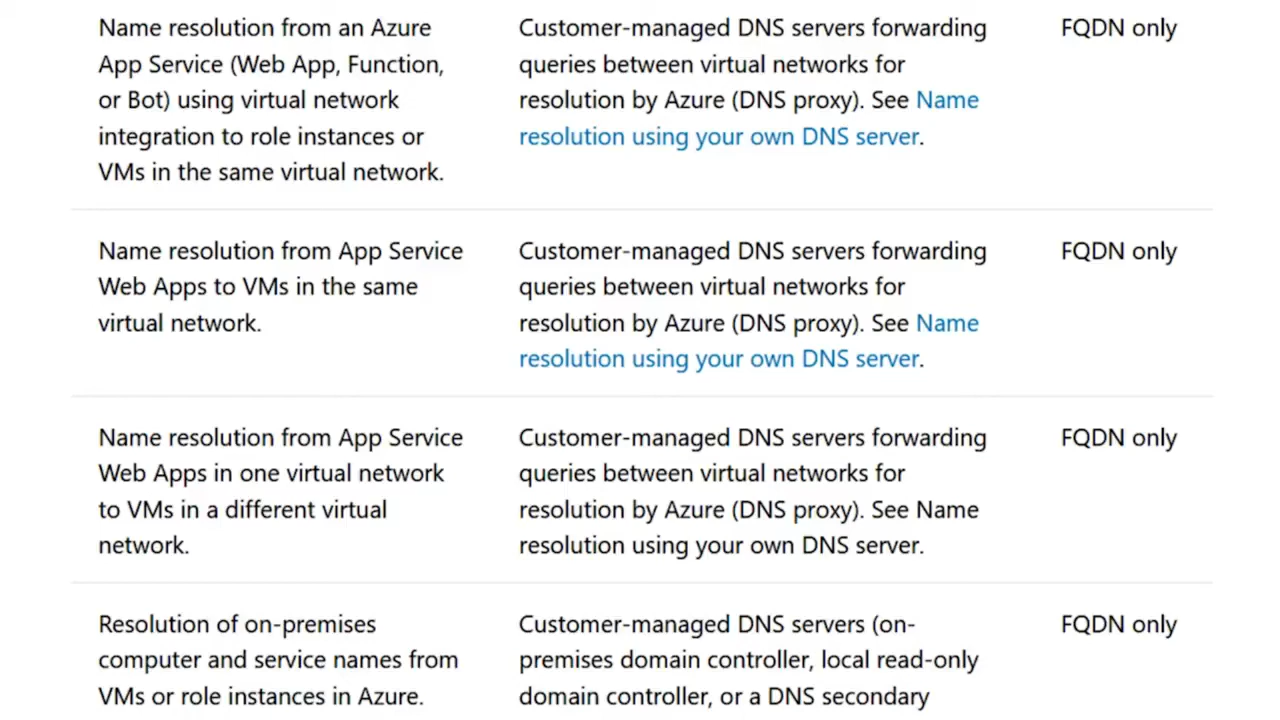 Name resolution from an Azure
App Service (Web App, Function,
or Bot) using virtual network
integration to role instances or
VMs in the same virtual network.
Customer-managed DNS servers forwarding
queries between virtual networks for
resolution by Azure (DNS proxy). See Name
resolution using your own DNS server.
FQDN only
Name resolution from App Service
Web Apps to VMs in the same
virtual network.
Customer-managed DNS servers forwarding
queries between virtual networks for
resolution by Azure (DNS proxy). See Name
resolution using your own DNS server.
FQDN only
Name resolution from App Service
Web Apps in one virtual network
to VMs in a different virtual
network.
Customer-managed DNS servers forwarding
queries between virtual networks for
resolution by Azure (DNS proxy). See Name
resolution using your own DNS server.
FQDN only
Resolution of on-premises
computer and service names from
VMs or role instances in Azure.
Customer-managed DNS servers (on-
premises domain controller, local read-only
domain controller, or a DNS secondary
FQDN only